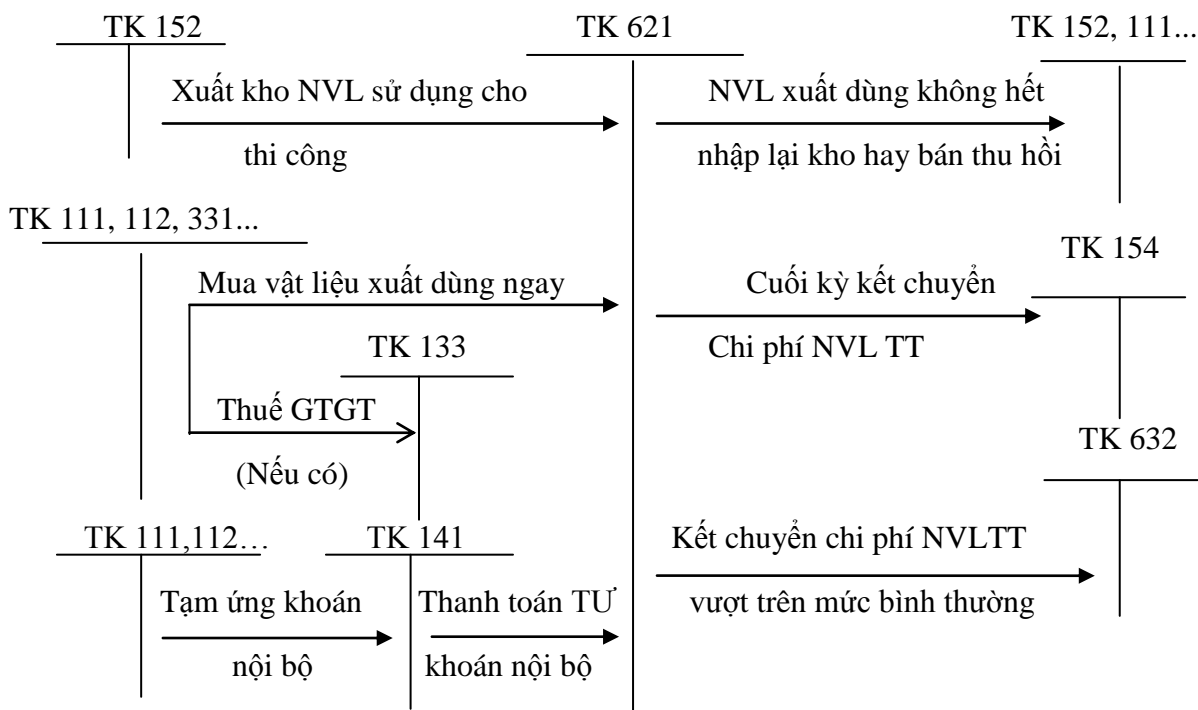 TK 152
TK 621
TK 152, 111...
Xuất kho NVL sử dụng cho
thi công
NVL xuất dùng không hết
nhập lại kho hay bán thu hồi
TK 111, 112, 331...
TK 154
Mua vật liệu xuất dùng ngay
Cuối kỳ kết chuyển
Chi phí NVL TT
TK 133
Thuế GTGT
(Nếu có)
TK 632
TK 111,112…
TK 141
Kết chuyển chi phí NVLTT
vượt trên mức bình thường
Tạm ứng khoán
nội bộ
Thanh toán TƯ
khoán nội bộ